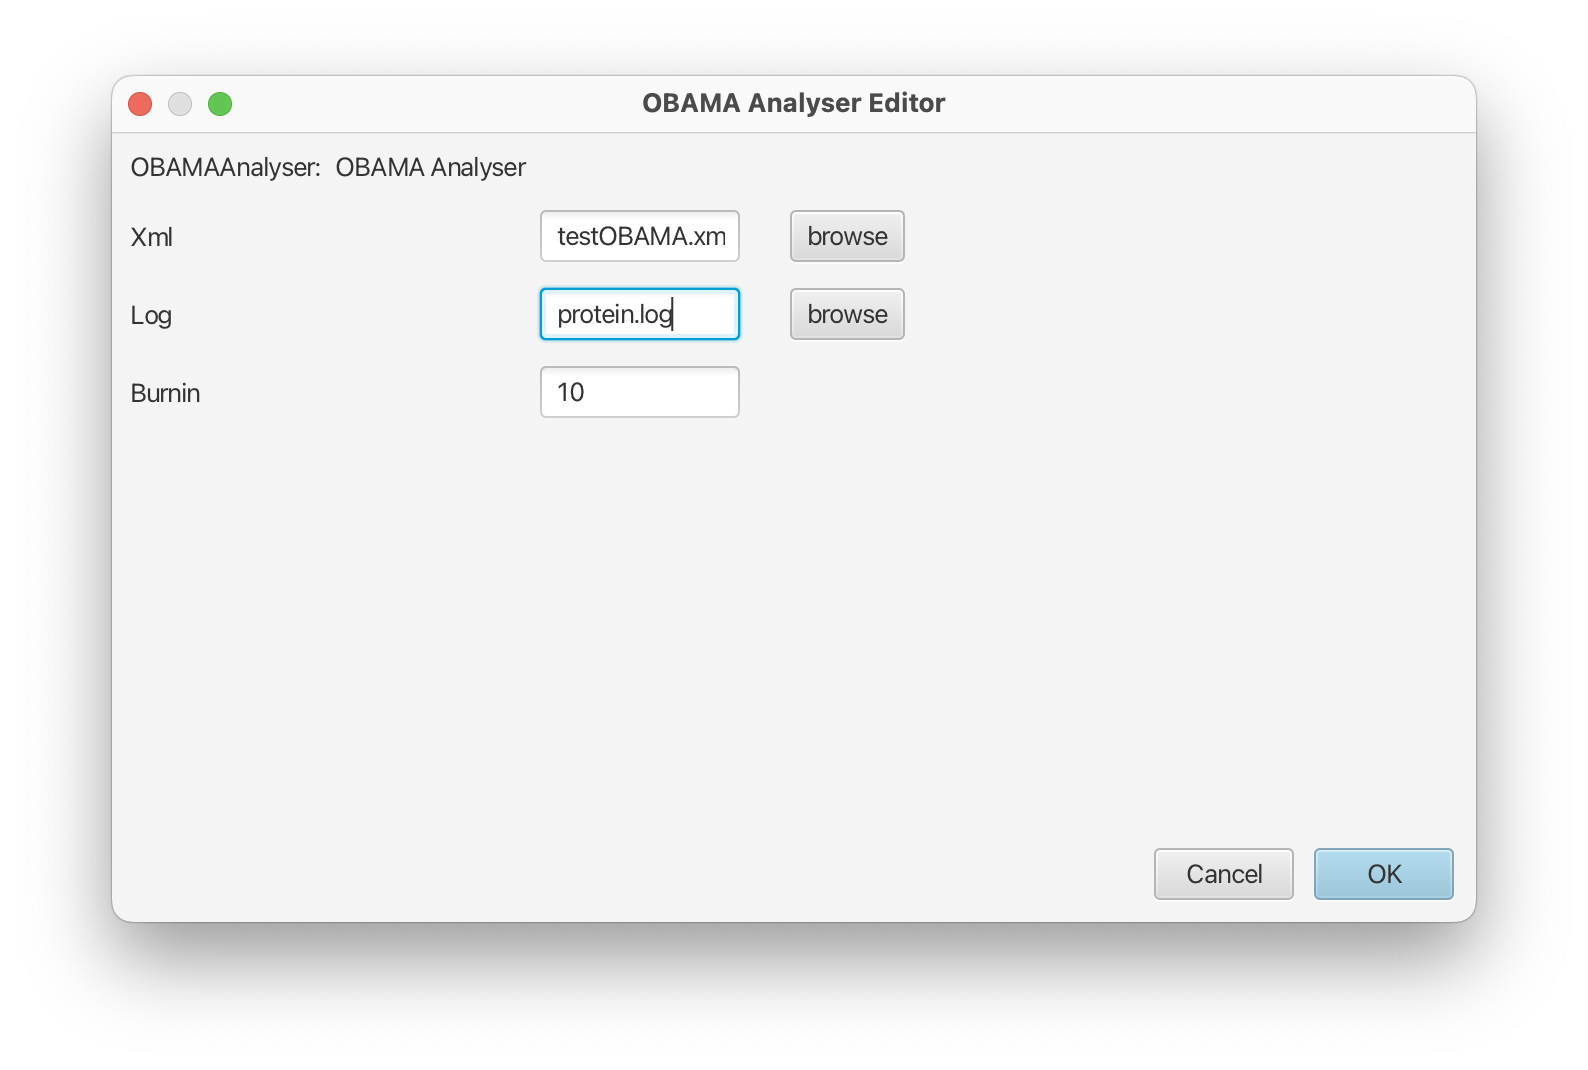 OBAMA Analyser Editor
OBAMAAnalyser: OBAMA Analyser
Xml testOBAMA.xm browse
Log protein.log browse
Burnin 10
Cancel OK